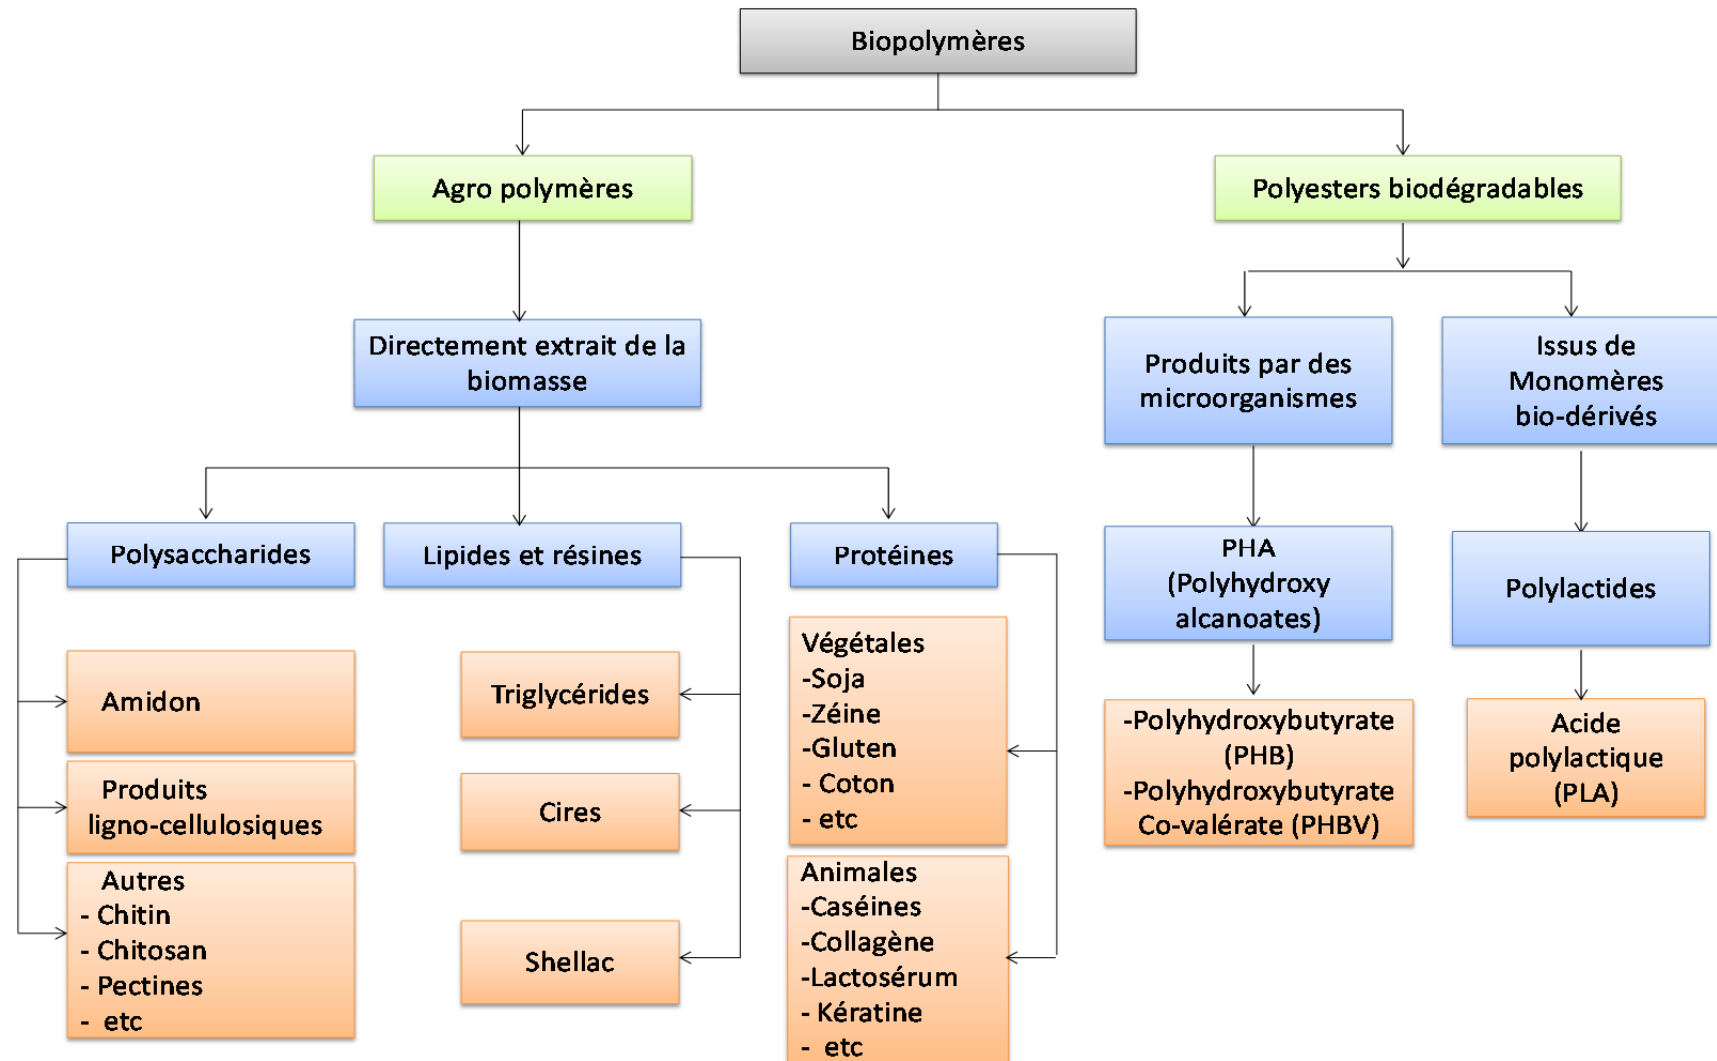 Biopolymères
Agro polymères
Polyesters biodégradables
Directement extrait de la
biomasse
Produits par des
microorganismes
Issus de
Monomères
bio-dérivés
Polysaccharides
Lipides et résines
Protéines
PHA
(Polyhydroxy
alcanoates)
Polylactides
Amidon
Produits
ligno-cellulosiques
Autres
- Chitin
- Chitosan
- Pectines
- etc
Triglycérides
Cires
Shellac
Végétales
-Soja
-Zéine
-Gluten
- Coton
- etc
Animales
-Caséines
-Collagène
-Lactosérum
- Kératine
- etc
-Polyhydroxybutyrate
(PHB)
-Polyhydroxybutyrate
Co-valérate (PHBV)
Acide
polylactique
(PLA)